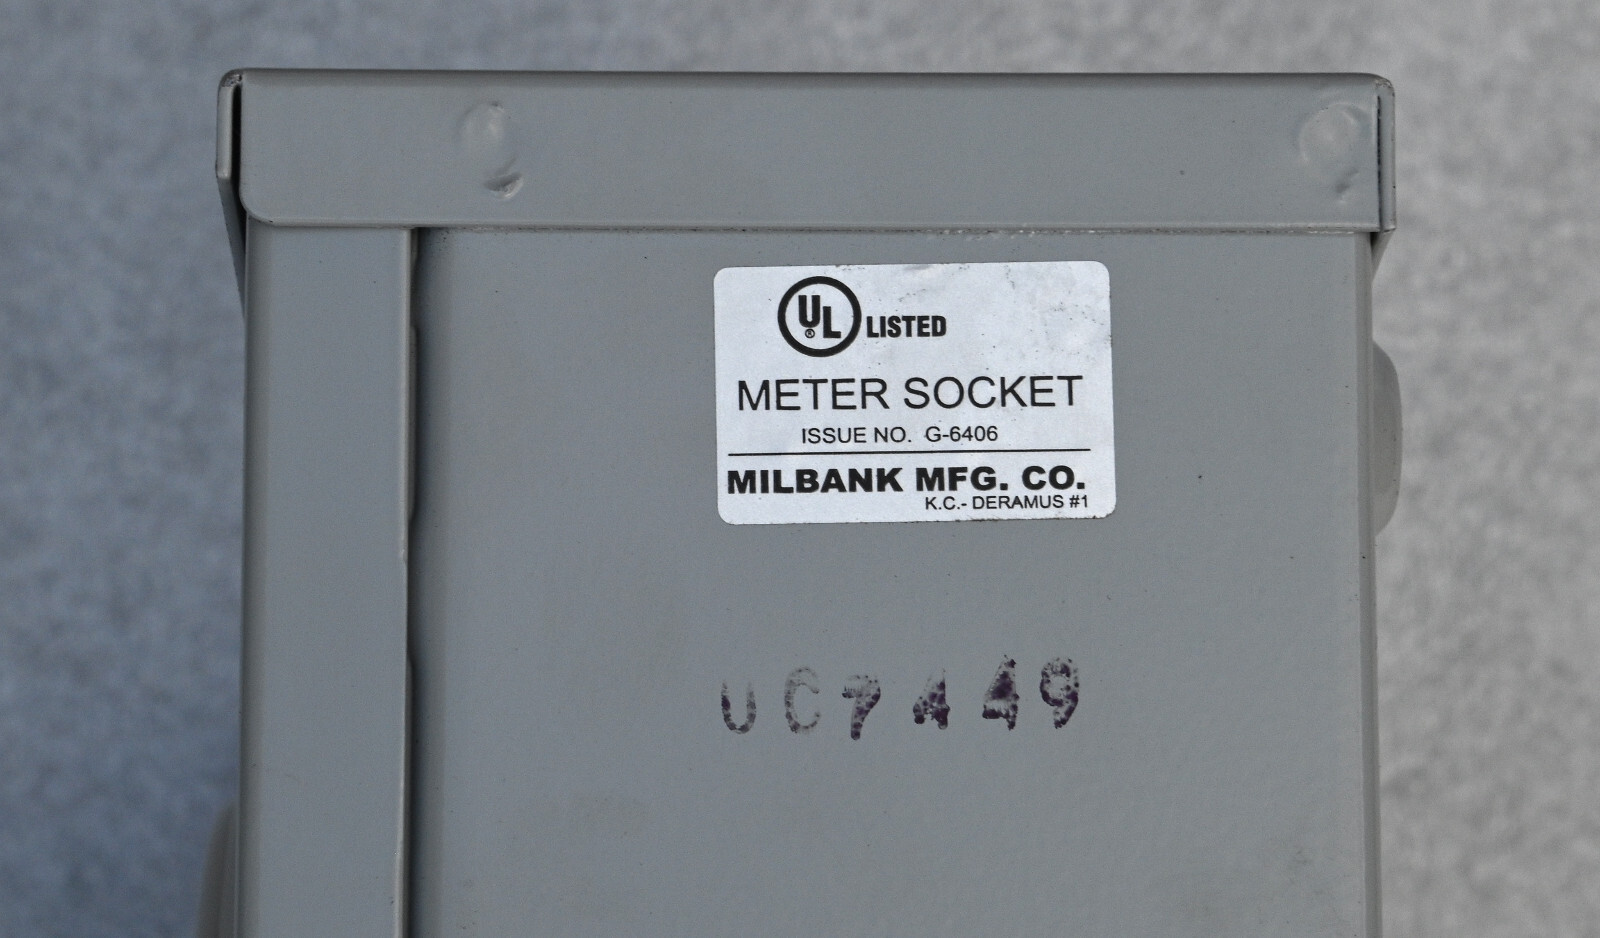 UL® LISTED
METER SOCKET
ISSUE NO. G-6406
MILBANK MFG. CO.
K.C.- DERAMUS #1
UC7449